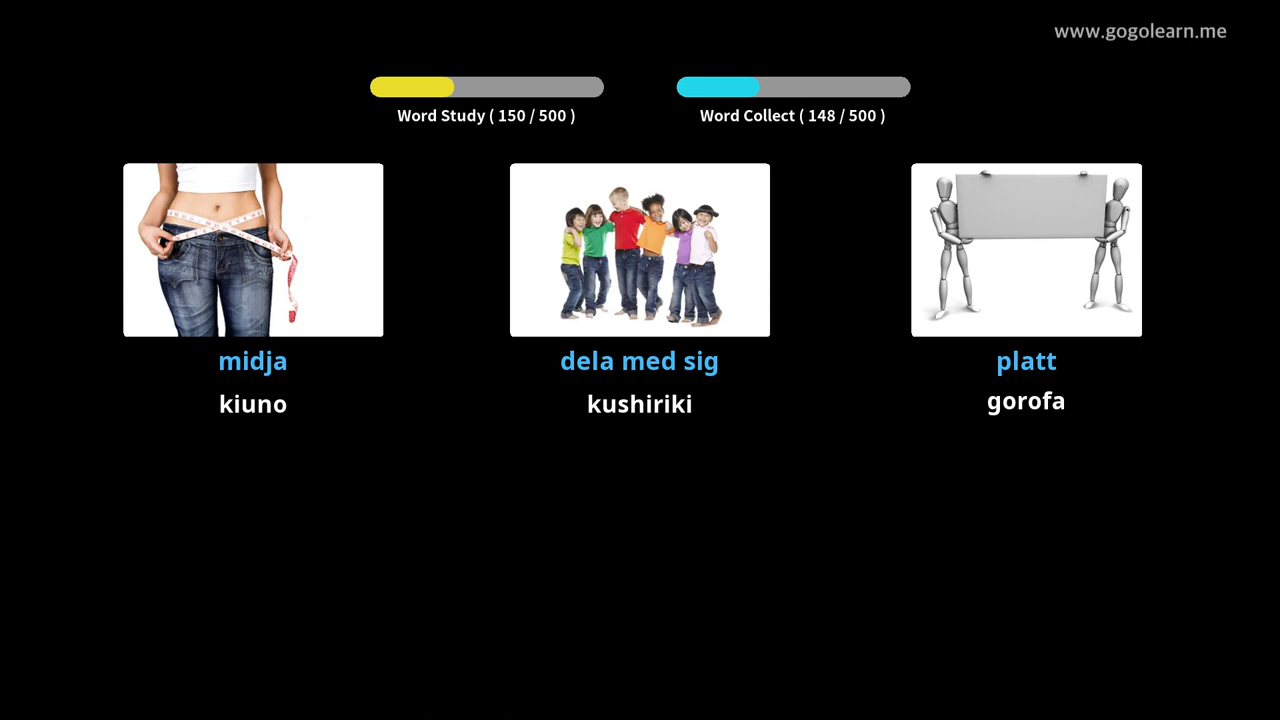 www.gogolearn.me
Word Study ( 150 / 500 )
Word Collect ( 148 / 500 )
midja
kiuno
dela med sig
kushiriki
platt
gorofa